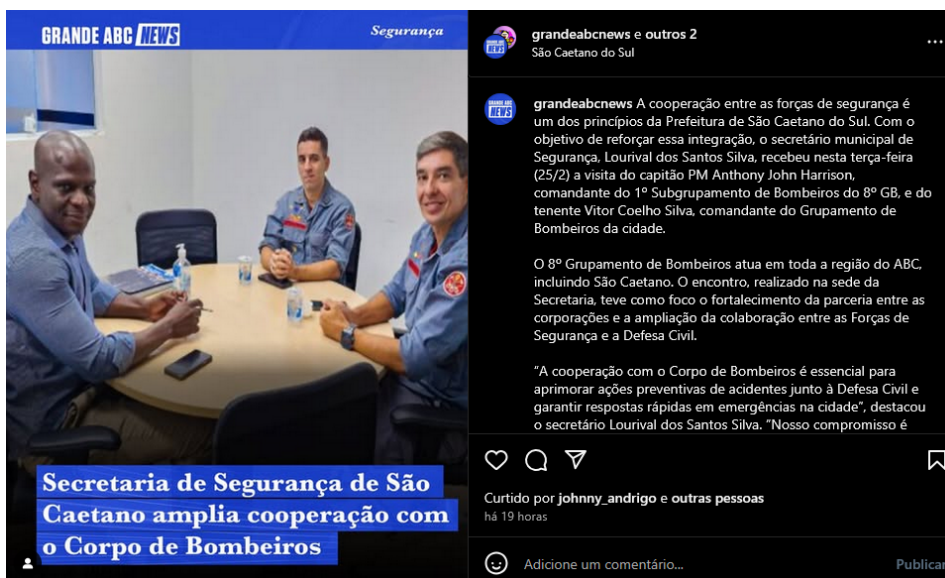 GRANDE ABC NEWS
Segurança
Secretaria de Segurança de São
Caetano amplia cooperação com
o Corpo de Bombeiros
grandeabcnews e outros 2
São Caetano do Sul
grandeabcnews A cooperação entre as forças de segurança é
um dos princípios da Prefeitura de São Caetano do Sul. Com o
objetivo de reforçar essa integração, o secretário municipal de
Segurança, Lourival dos Santos Silva, recebeu nesta terça-feira
(25/2) a visita do capitão PM Anthony John Harrison,
comandante do 1º Subgrupamento de Bombeiros do 8º GB, e do
tenente Vitor Coelho Silva, comandante do Grupamento de
Bombeiros da cidade.
O 8º Grupamento de Bombeiros atua em toda a região do ABC,
incluindo São Caetano. O encontro, realizado na sede da
Secretaria, teve como foco o fortalecimento da parceria entre as
corporações e a ampliação da colaboração entre as Forças de
Segurança e a Defesa Civil.
"A cooperação com o Corpo de Bombeiros é essencial para
aprimorar ações preventivas de acidentes junto à Defesa Civil e
garantir respostas rápidas em emergências na cidade", destacou
o secretário Lourival dos Santos Silva. "Nosso compromisso é
Curtido por johnny_andrigo e outras pessoas
há 19 horas
Adicione um comentário...
Publicar